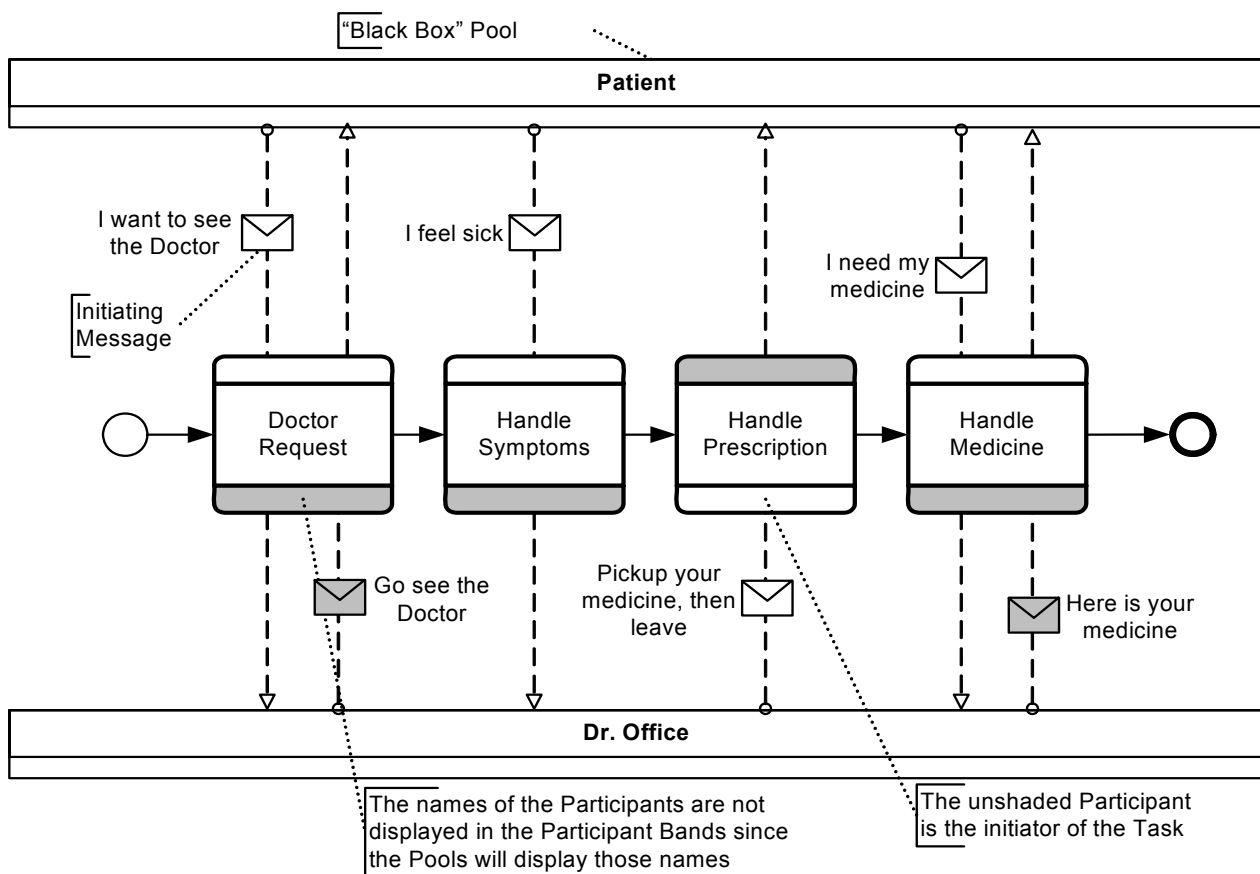 “Black Box” Pool
Patient
I want to see
the Doctor
I feel sick
I need my
medicine
Initiating
Message
Doctor
Request
Handle
Symptoms
Handle
Prescription
Handle
Medicine
Go see the
Doctor
Pickup your
medicine, then
leave
Here is your
medicine
Dr. Office
The names of the Participants are not
displayed in the Participant Bands since
the Pools will display those names
The unshaded Participant
is the initiator of the Task